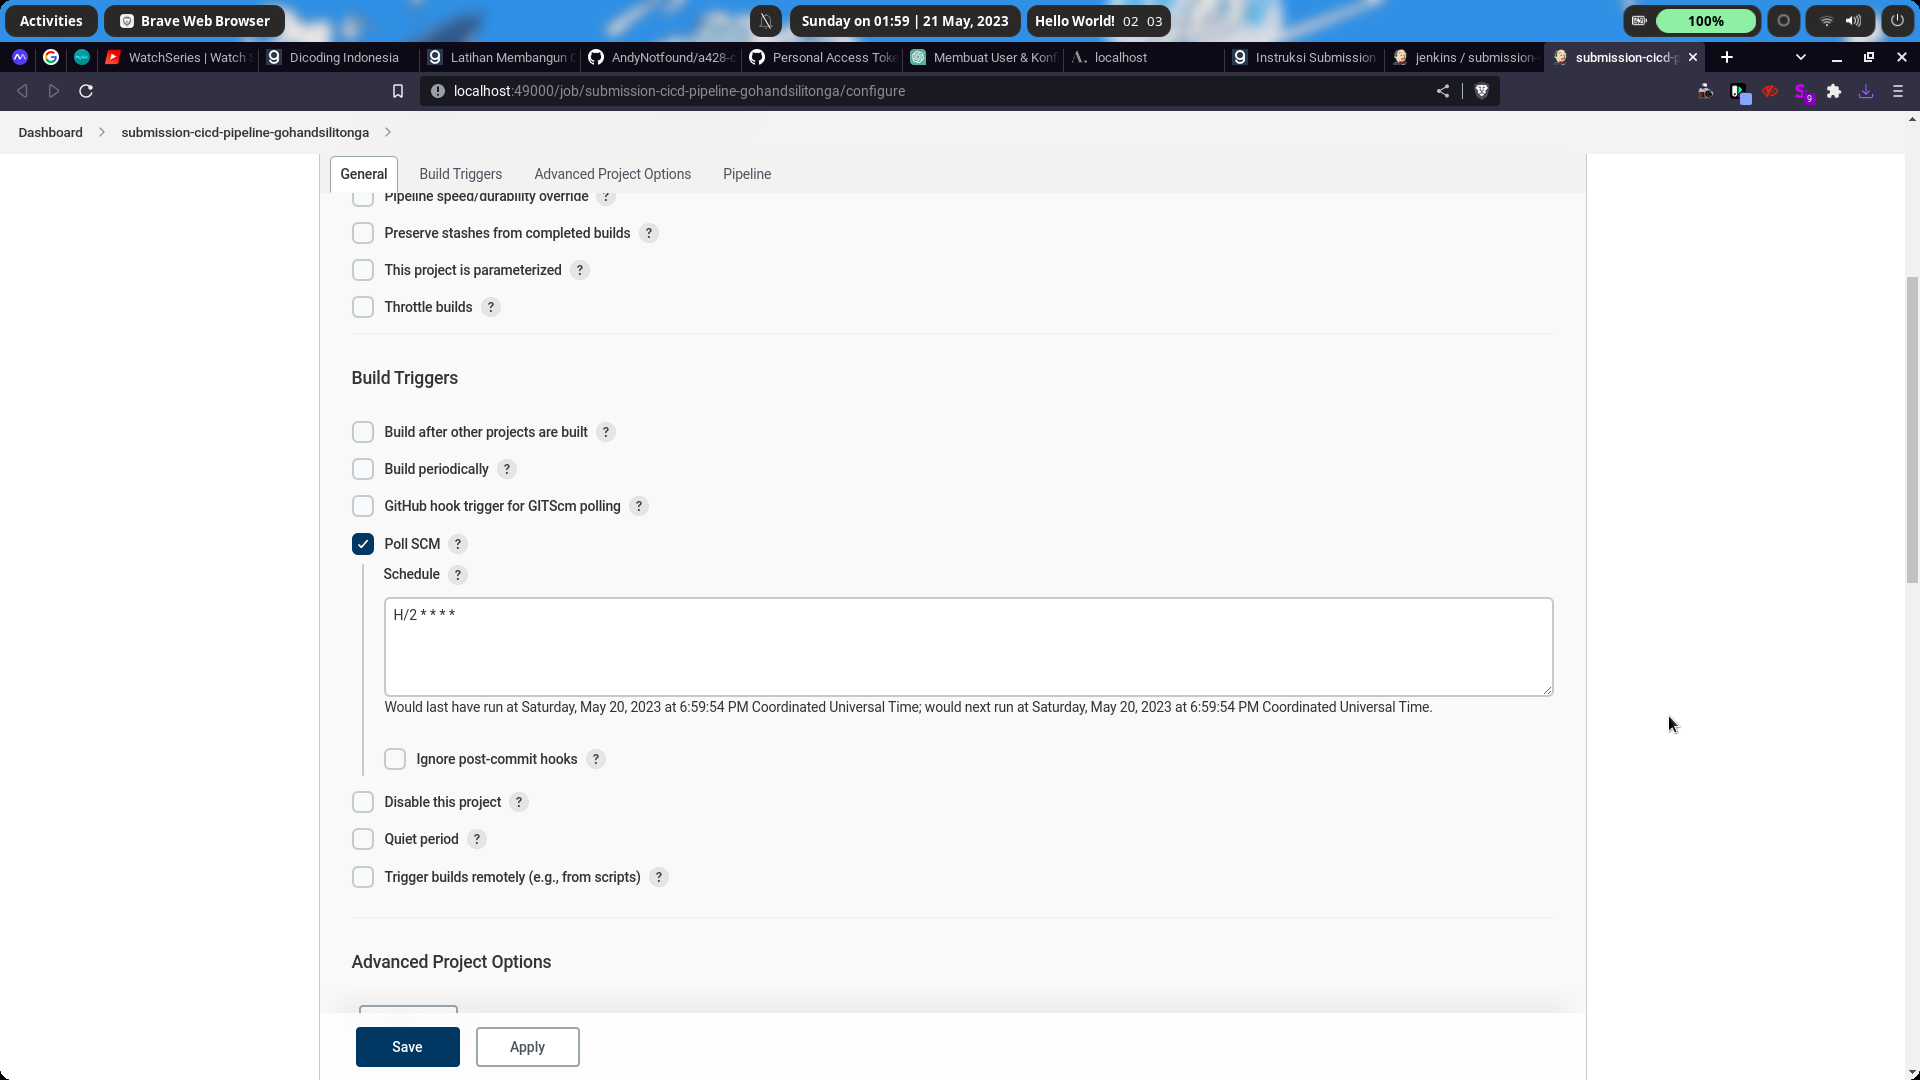 Activities
Brave Web Browser
Sunday on 01:59 | 21 May, 2023
Hello World! 02 03
100%
WatchSeries | Watch S
Dicoding Indonesia
Latihan Membangun C
AndyNotfound/a428-c
Personal Access Toke
Membuat User & Konf
localhost
Instruksi Submission
jenkins / submission-
submission-cicd-p
localhost:49000/job/submission-cicd-pipeline-gohandsilitonga/configure
9
Dashboard
submission-cicd-pipeline-gohandsilitonga
General
Build Triggers
Advanced Project Options
Pipeline
Pipeline speed/durability override ?
Preserve stashes from completed builds ?
This project is parameterized ?
Throttle builds ?
Build Triggers
Build after other projects are built ?
Build periodically ?
GitHub hook trigger for GITScm polling ?
Poll SCM ?
Schedule ?
H/2 * * * *
Would last have run at Saturday, May 20, 2023 at 6:59:54 PM Coordinated Universal Time; would next run at Saturday, May 20, 2023 at 6:59:54 PM Coordinated Universal Time.
Ignore post-commit hooks ?
Disable this project ?
Quiet period ?
Trigger builds remotely (e.g., from scripts) ?
Advanced Project Options
Save
Apply